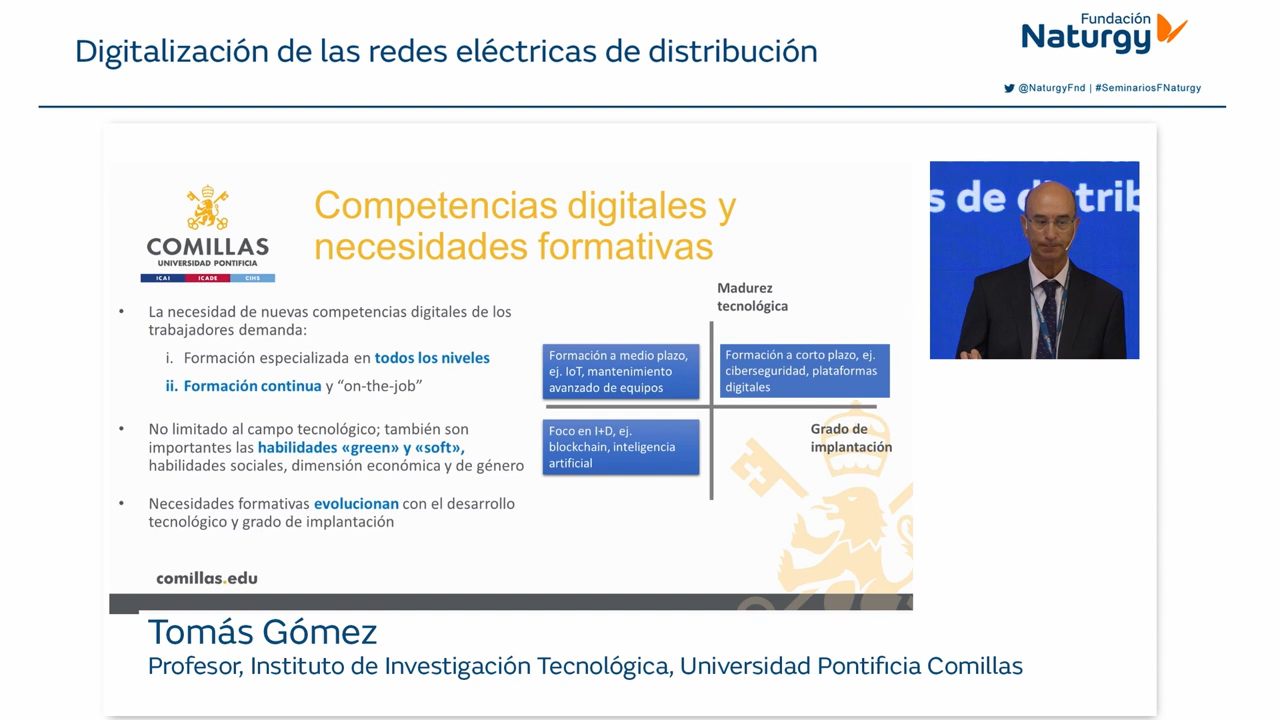 Digitalización de las redes eléctricas de distribución
Fundación
Naturgy
@NaturgyFnd | #SeminariosFNaturgy
COMILLAS
UNIVERSIDAD PONTIFICIA
ICAI ICADE CIHS
Competencias digitales y
necesidades formativas
• La necesidad de nuevas competencias digitales de los
trabajadores demanda:
i. Formación especializada en todos los niveles
ii. Formación continua y “on-the-job”
• No limitado al campo tecnológico; también son
importantes las habilidades «green» y «soft»,
habilidades sociales, dimensión económica y de género
• Necesidades formativas evolucionan con el desarrollo
tecnológico y grado de implantación
Madurez
tecnológica
Formación a medio plazo,
ej. IoT, mantenimiento
avanzado de equipos
Formación a corto plazo, ej.
ciberseguridad, plataformas
digitales
Foco en I+D, ej.
blockchain, inteligencia
artificial
Grado de
implantación
comillas.edu
s de distrib
Tomás Gómez
Profesor, Instituto de Investigación Tecnológica, Universidad Pontificia Comillas